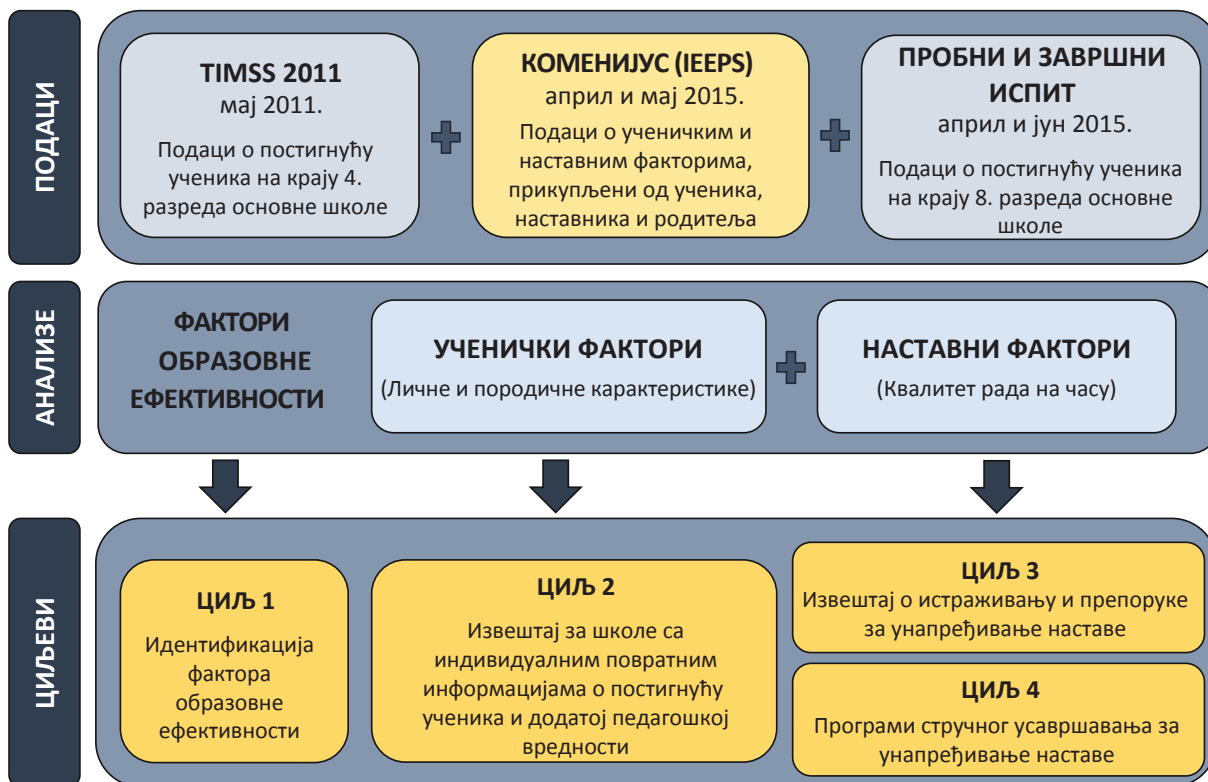 ПОДАЦИ
TIMSS 2011
мај 2011.
Подаци о постигнућу
ученика на крају 4.
разреда основне школе
КОМЕНИЈУС (IEEPS)
април и мај 2015.
Подаци о ученичким и
наставним факторима,
прикупљени од ученика,
наставника и родитеља
ПРОБНИ И ЗАВРШНИ
ИСПИТ
април и јун 2015.
Подаци о постигнућу ученика
на крају 8. разреда основне
школе
АНАЛИЗЕ
ФАКТОРИ
ОБРАЗОВНЕ
ЕФЕКТИВНОСТИ
УЧЕНИЧКИ ФАКТОРИ
(Личне и породичне карактеристике)
НАСТАВНИ ФАКТОРИ
(Квалитет рада на часу)
ЦИЉЕВИ
ЦИЉ 1
Идентификација
фактора
образовне
ефективности
ЦИЉ 2
Извештај за школе са
индивидуалним повратним
информацијама о постигнућу
ученика и додатој педагошкој
вредности
ЦИЉ 3
Извештај о истраживању и препоруке
за унапређивање наставе
ЦИЉ 4
Програми стручног усавршавања за
унапређивање наставе